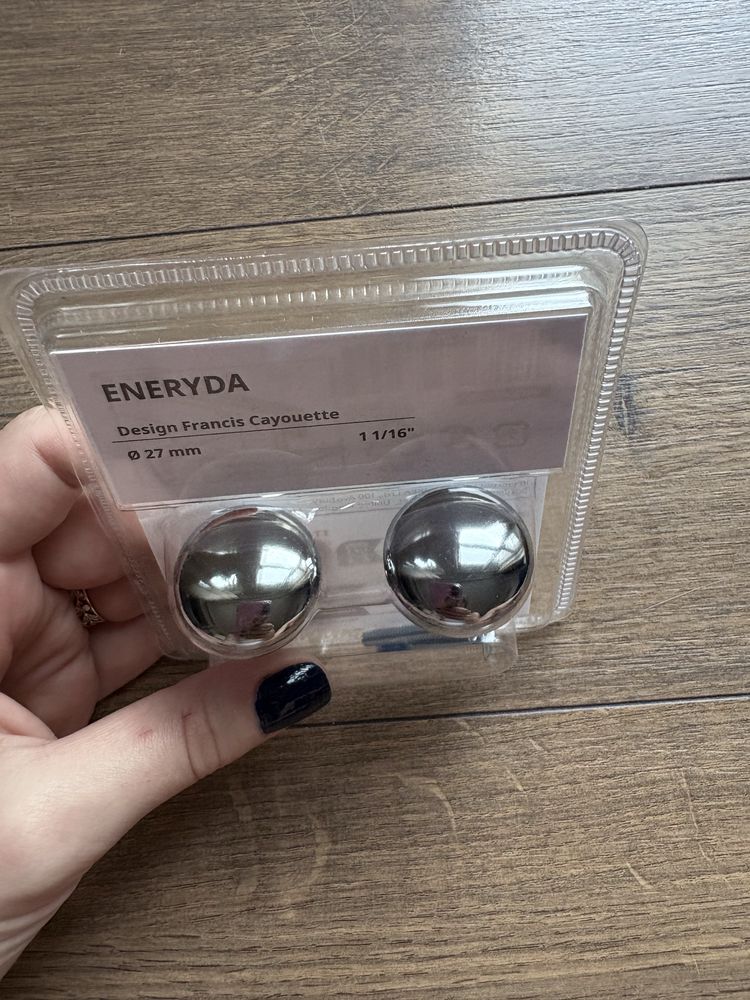 ENERYDA
Design Francis Cayouette
Ø 27 mm
1 1/16"